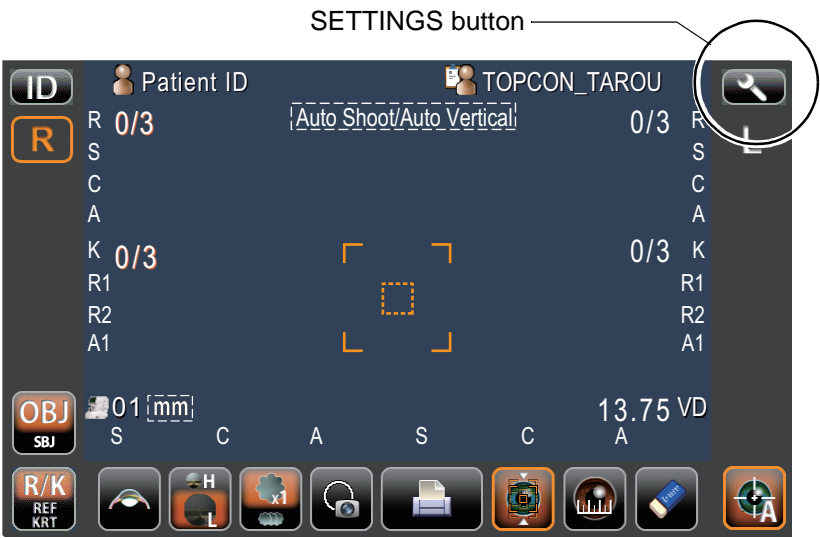 SETTINGS button
ID Patient ID TOPCON_TAROU
R R 0/3 Auto Shoot/Auto Vertical 0/3 R L
S S
C C
A A
K 0/3 0/3 K
R1 R1
R2 R2
A1 A1
OBJ 01 mm 13.75 VD
SBJ S C A S C A
R/K H x1
REF L Eraser A
KRT